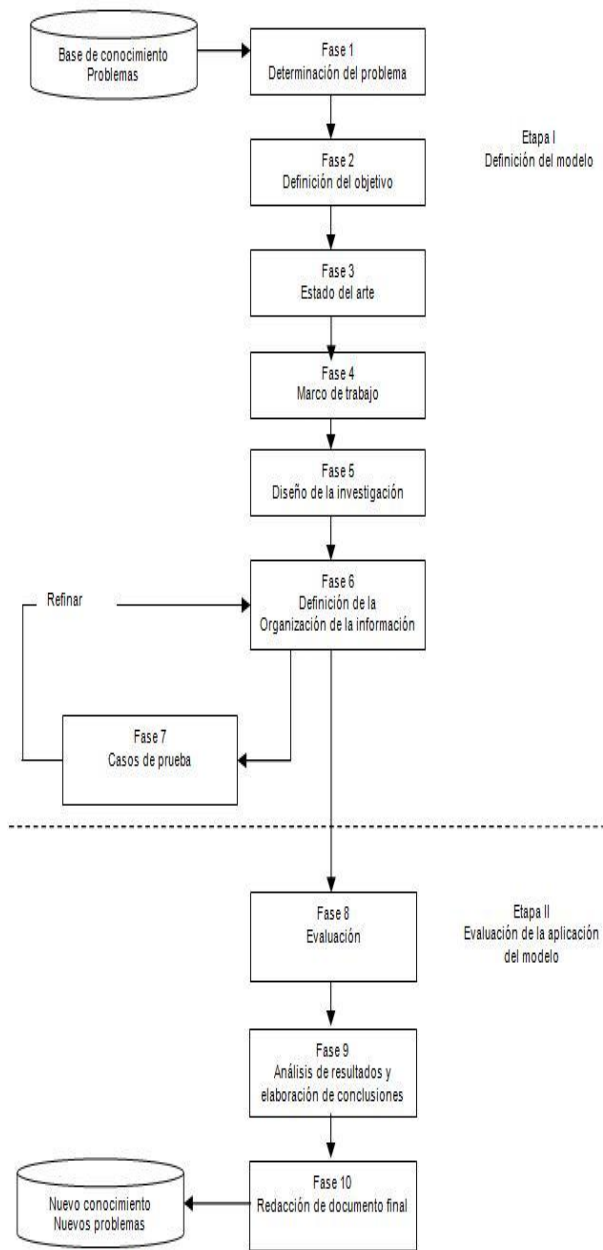 Base de conocimiento
Problemas
Fase 1
Determinación del problema
Fase 2
Definición del objetivo
Etapa I
Definición del modelo
Fase 3
Estado del arte
Fase 4
Marco de trabajo
Fase 5
Diseño de la investigación
Fase 6
Definición de la
Organización de la información
Refinar
Fase 7
Casos de prueba
Fase 8
Evaluación
Etapa II
Evaluación de la aplicación
del modelo
Fase 9
Análisis de resultados y
elaboración de conclusiones
Fase 10
Redacción de documento final
Nuevo conocimiento
Nuevos problemas